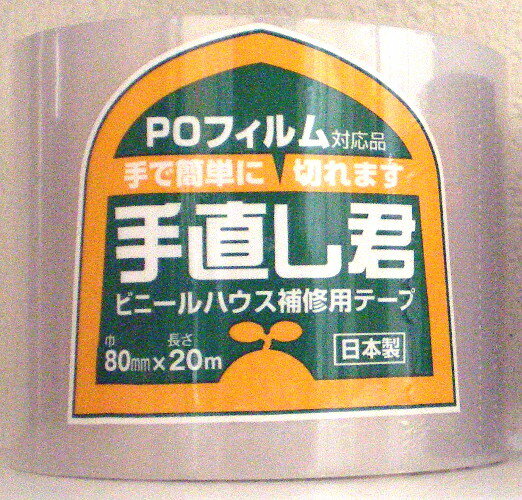 POフィルム対応品
手で簡単に 切れます
手直し君
ビニールハウス補修用テープ
巾 長さ
80mm×20m
日本製